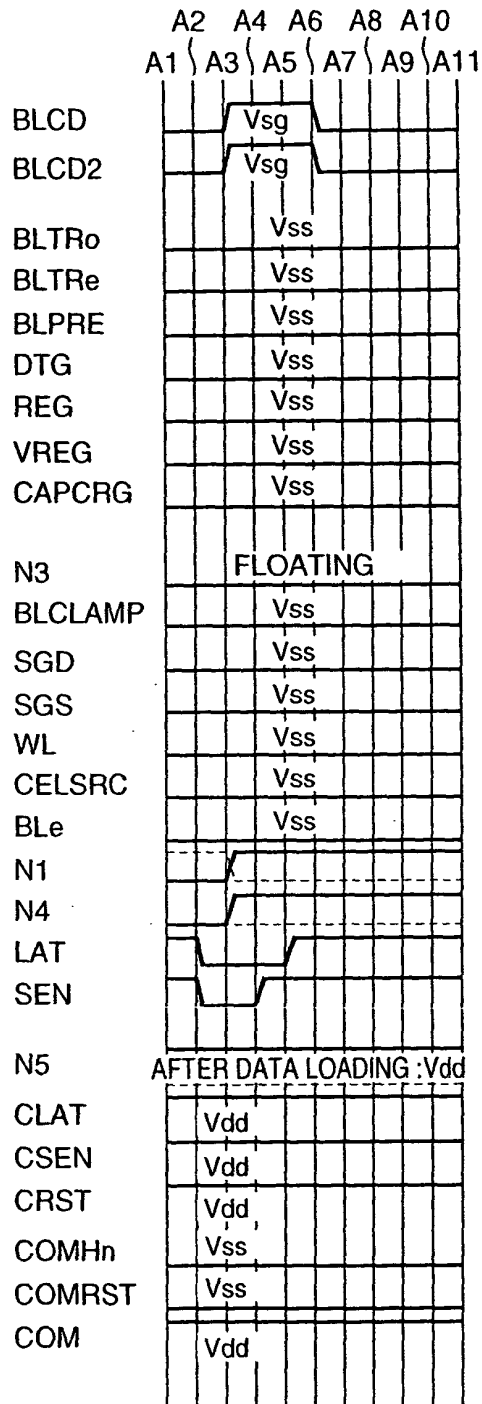 A2 A4 A6 A8 A10
A1 A3 A5 A7 A9 A11
BLCD Vsg
BLCD2 Vsg
BLTRo Vss
BLTRe Vss
BLPRE Vss
DTG Vss
REG Vss
VREG Vss
CAPCRG Vss
N3 FLOATING
BLCLAMP Vss
SGD Vss
SGS Vss
WL Vss
CELSRC Vss
BLe Vss
N1
N4
LAT
SEN
N5 AFTER DATA LOADING :Vdd
CLAT Vdd
CSEN Vdd
CRST Vdd
COMHn Vss
COMRST Vss
COM Vdd